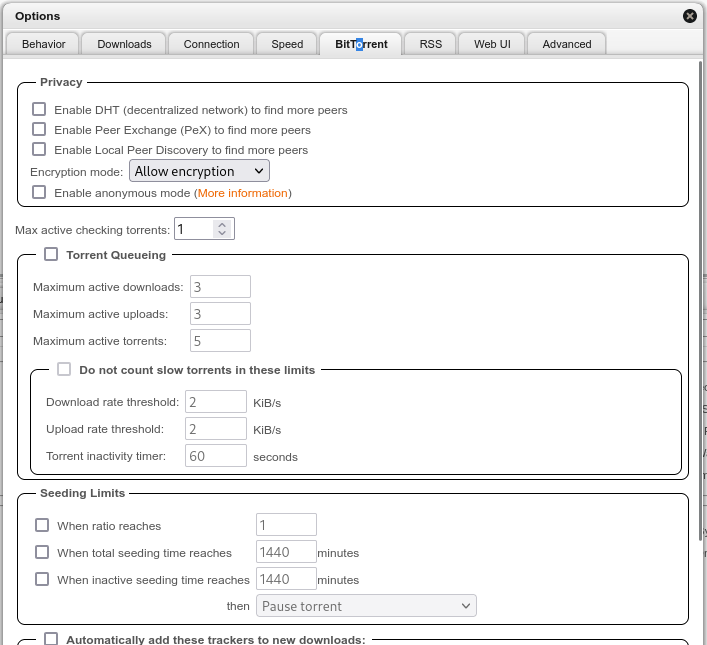 Options
Behavior Downloads Connection Speed BitTorrent RSS Web UI Advanced
Privacy
Enable DHT (decentralized network) to find more peers
Enable Peer Exchange (PeX) to find more peers
Enable Local Peer Discovery to find more peers
Encryption mode: Allow encryption
Enable anonymous mode (More information)
Max active checking torrents: 1
Torrent Queueing
Maximum active downloads: 3
Maximum active uploads: 3
Maximum active torrents: 5
Do not count slow torrents in these limits
Download rate threshold: 2 KiB/s
Upload rate threshold: 2 KiB/s
Torrent inactivity timer: 60 seconds
Seeding Limits
When ratio reaches 1
When total seeding time reaches 1440 minutes
When inactive seeding time reaches 1440 minutes
then Pause torrent
Automatically add these trackers to new downloads: